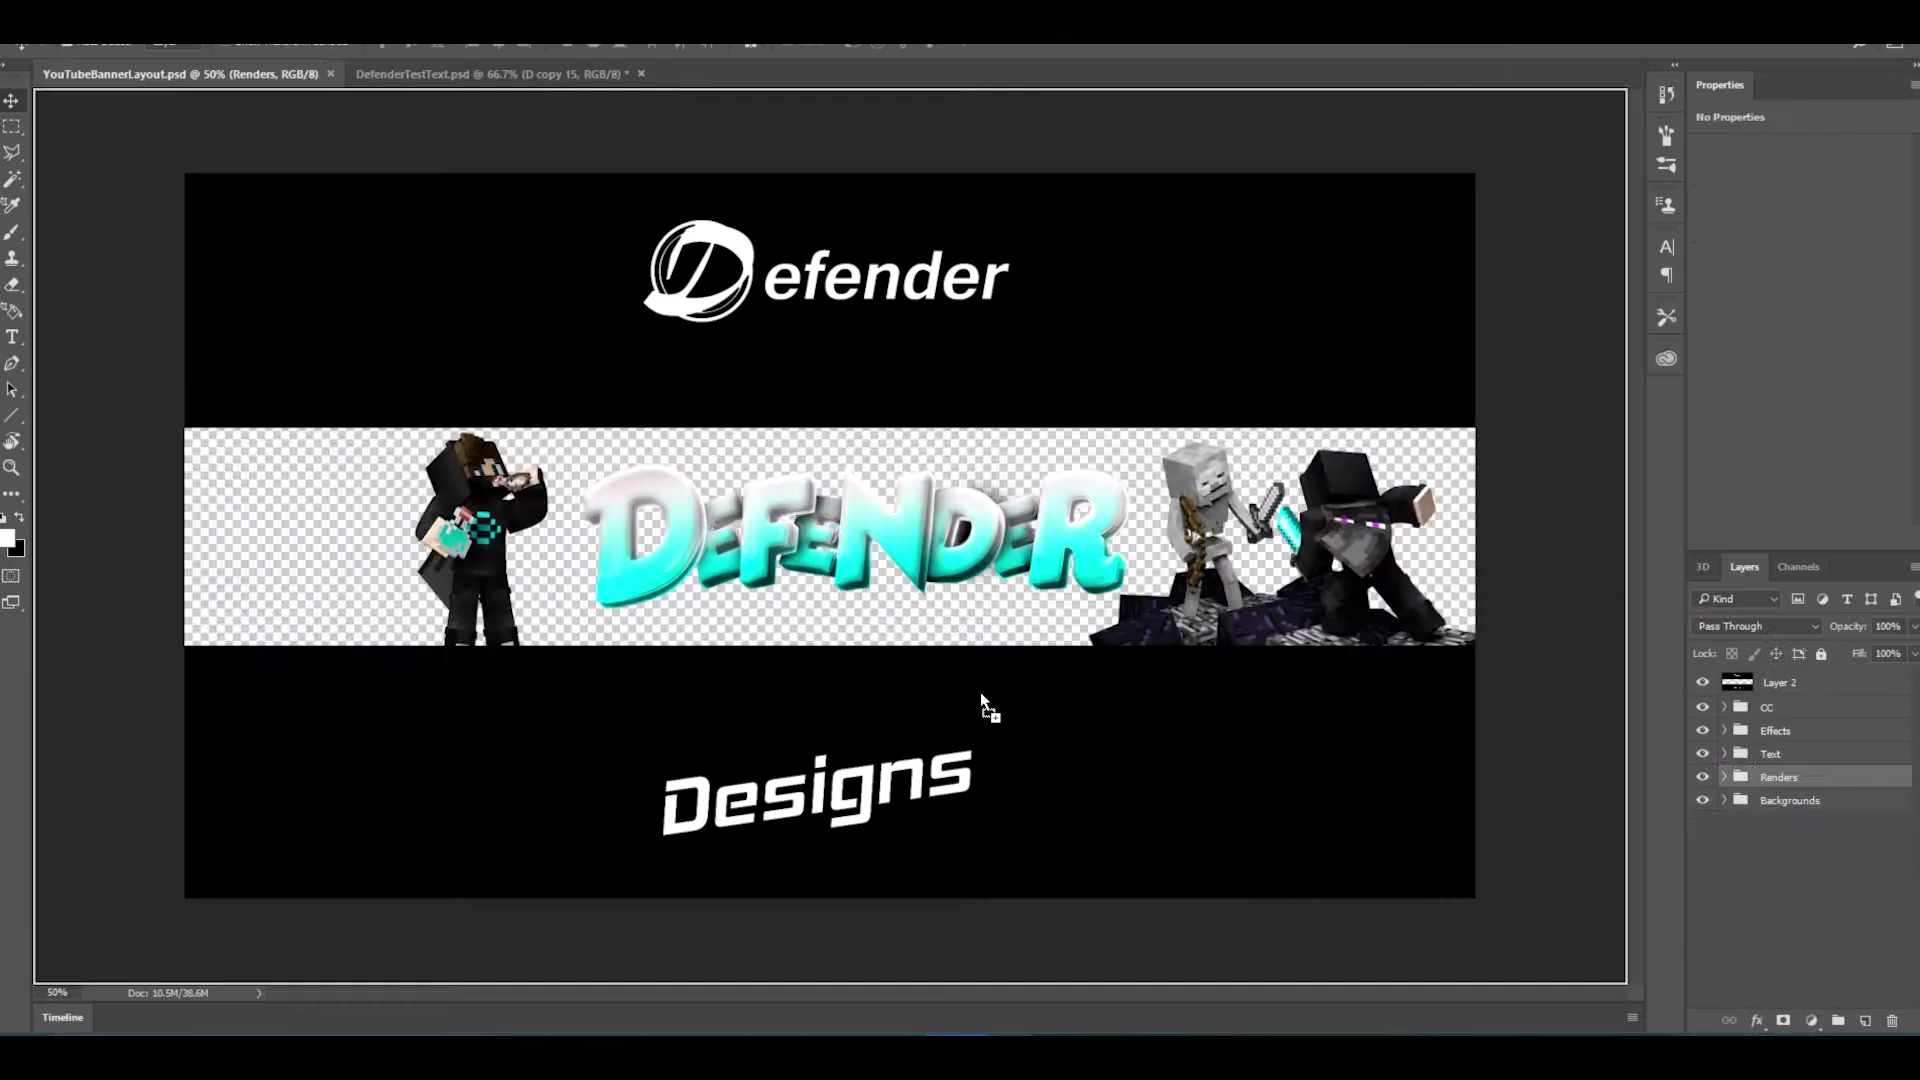 YouTubeBannerLayout.psd @ 50% (Renders, RGB/8) ×
DefenderTestText.psd @ 66.7% (D copy 15, RGB/8) * ×
Properties
No Properties
Defender
DEFENDER
Designs
3D
Layers
Channels
Kind
Pass Through
Opacity: 100%
Lock:
Fill: 100%
Layer 2
CC
Effects
Text
Renders
Backgrounds
50%
Doc: 10.5M/38.6M
Timeline